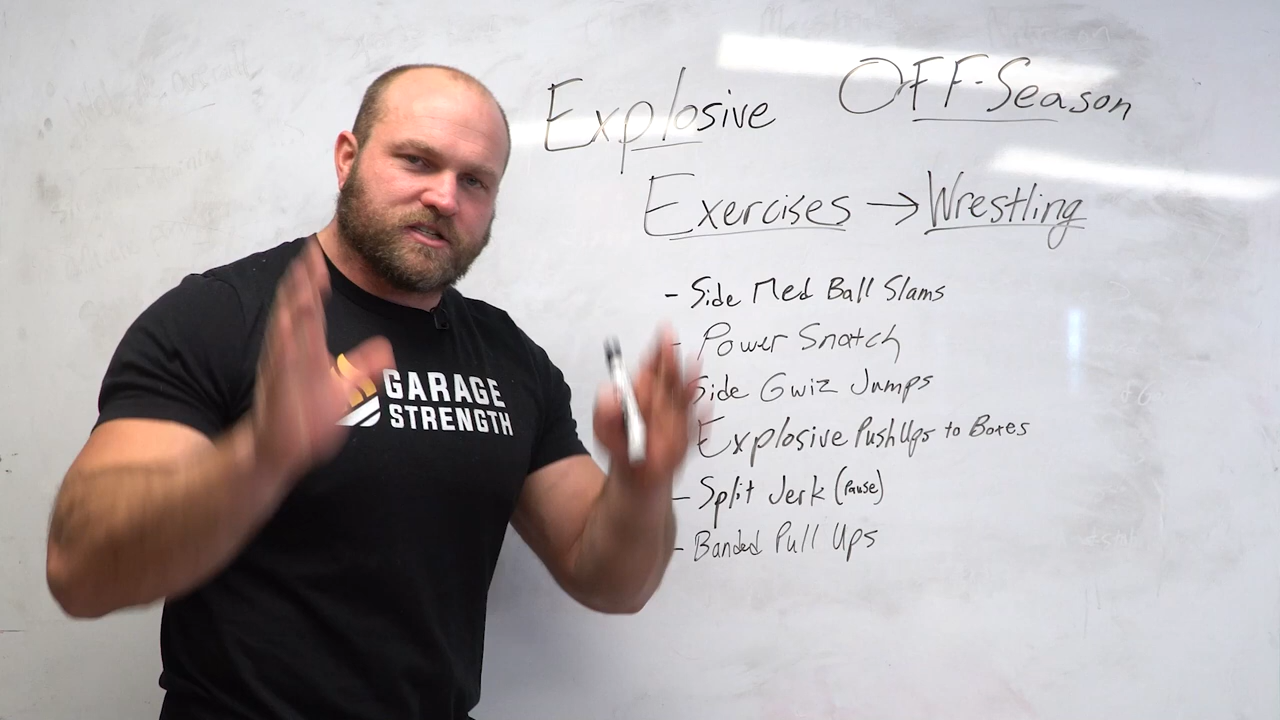 Explosive OFF-Season
Exercises → Wrestling
- Side Med Ball Slams
- Power Snatch
Side Gwiz Jumps
Explosive Push Ups to Boxes
- Split Jerk (Pause)
- Banded Pull Ups
GARAGE
STRENGTH